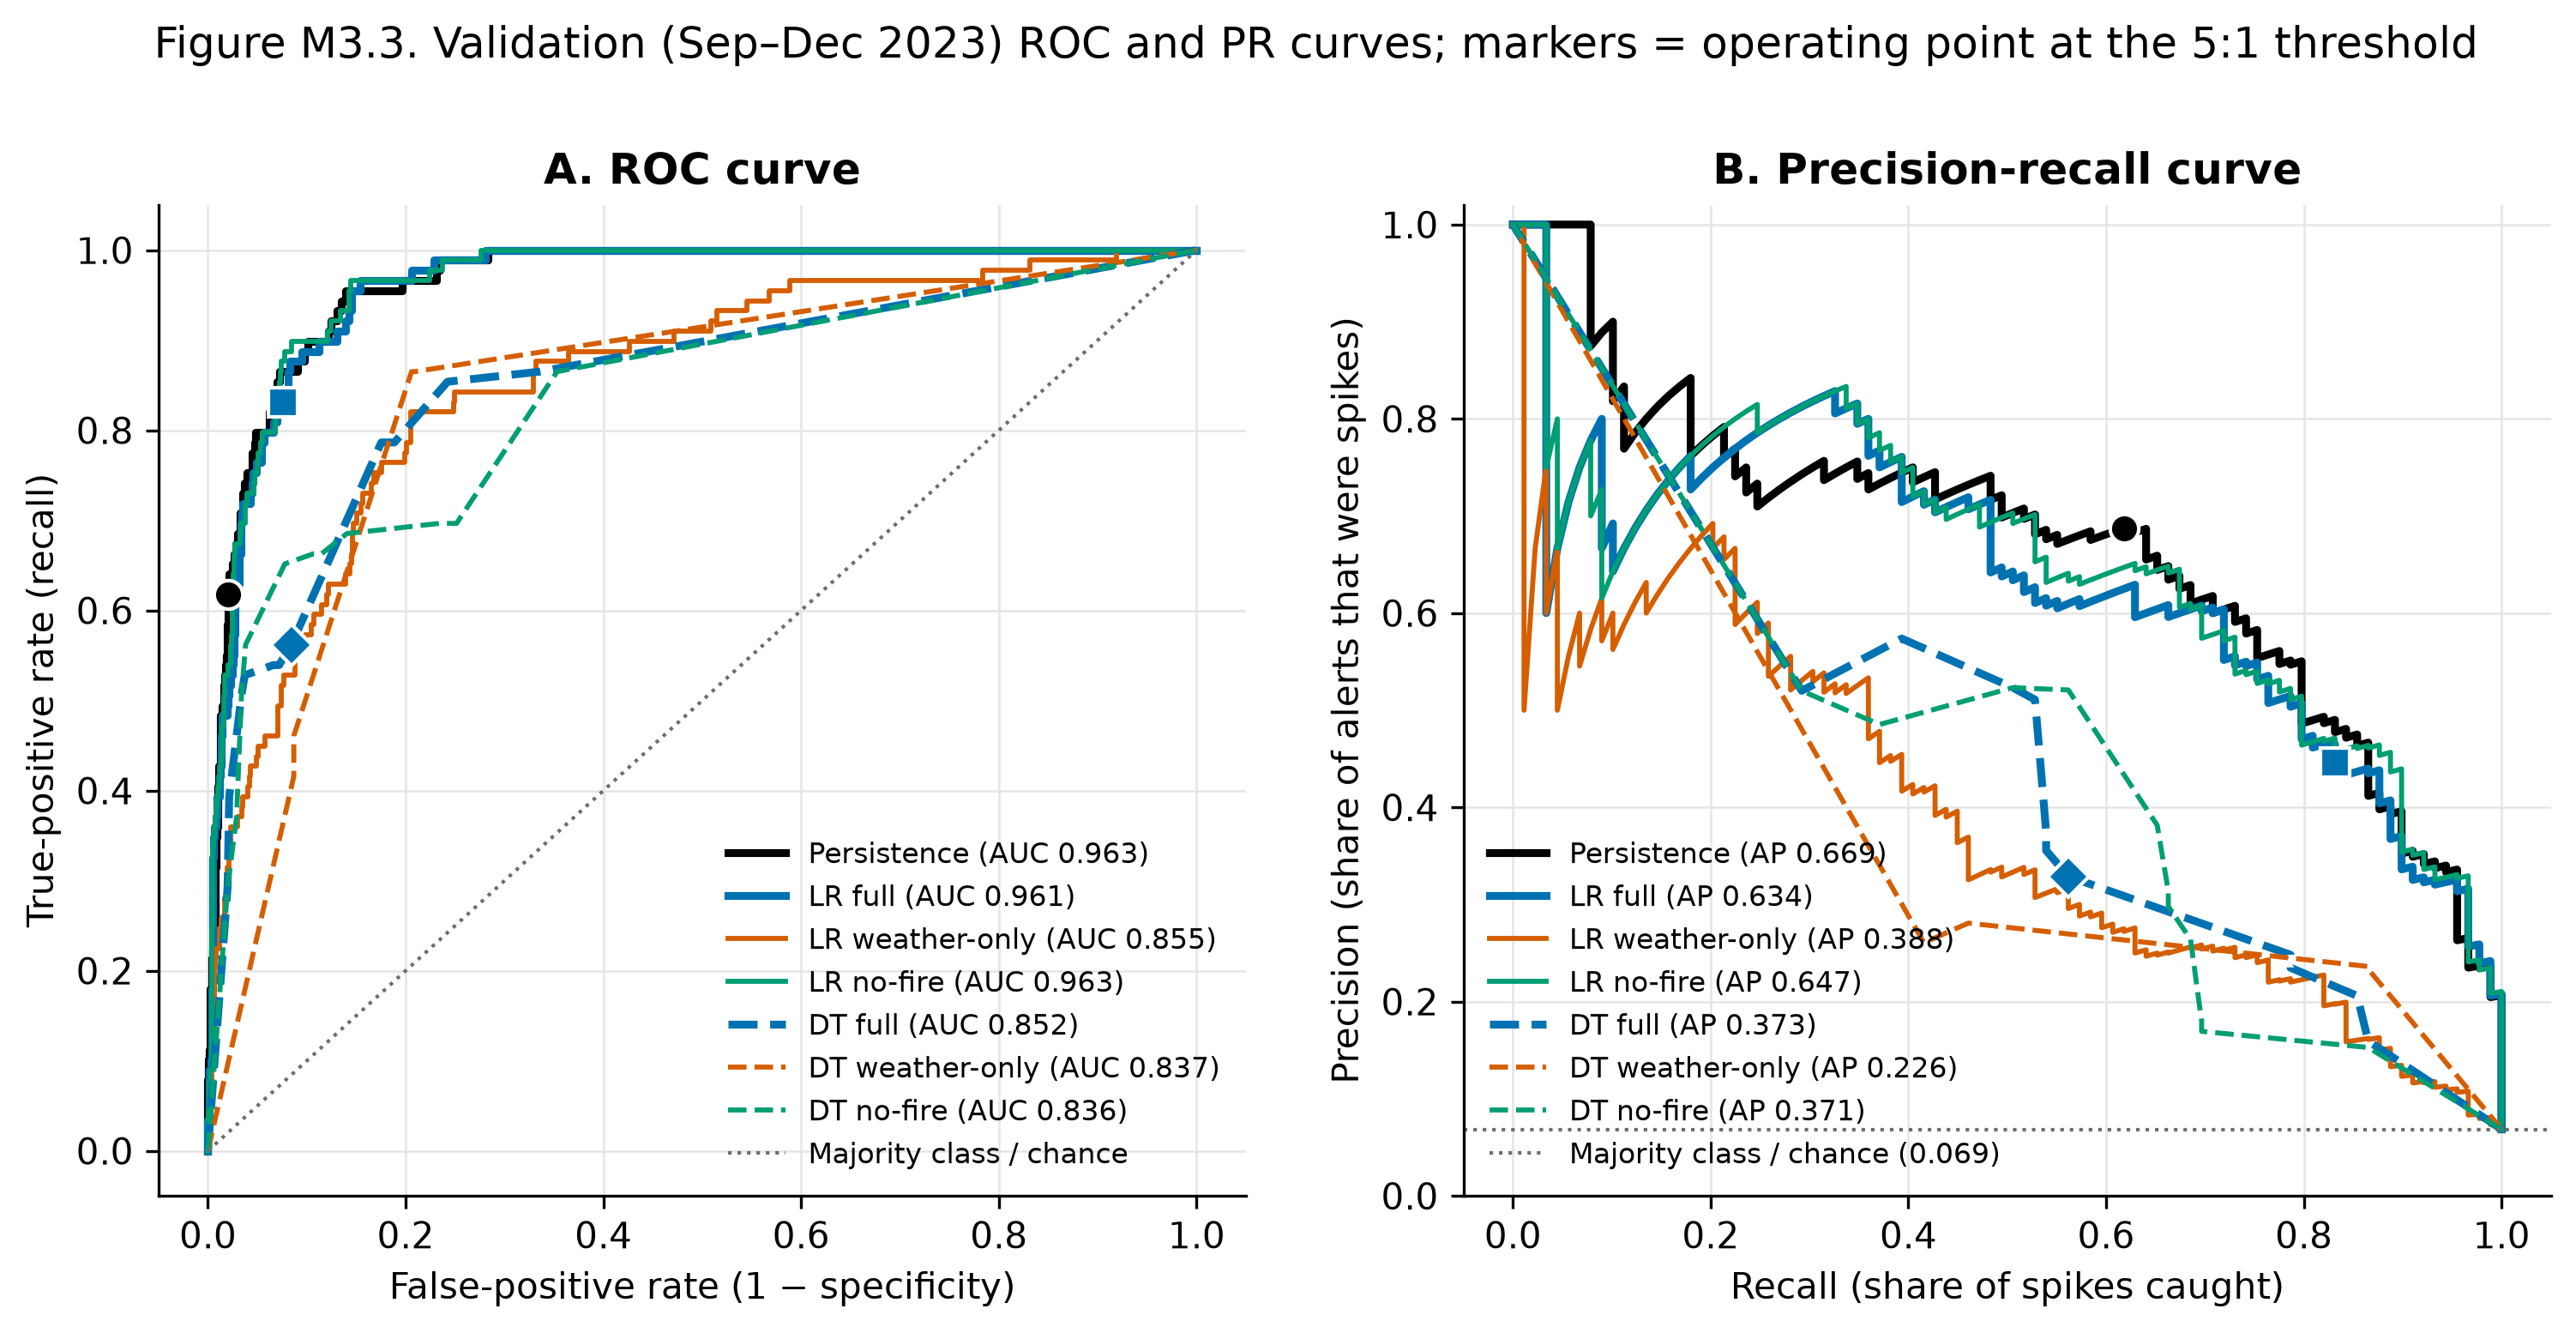 Figure M3.3. Validation (Sep–Dec 2023) ROC and PR curves; markers = operating point at the 5:1 threshold
A. ROC curve
True-positive rate (recall)
1.0
0.8
0.6
0.4
0.2
0.0
Persistence (AUC 0.963)
LR full (AUC 0.961)
LR weather-only (AUC 0.855)
LR no-fire (AUC 0.963)
DT full (AUC 0.852)
DT weather-only (AUC 0.837)
DT no-fire (AUC 0.836)
Majority class / chance
0.0 0.2 0.4 0.6 0.8 1.0
False-positive rate (1 − specificity)
B. Precision-recall curve
Precision (share of alerts that were spikes)
1.0
0.8
0.6
0.4
0.2
0.0
Persistence (AP 0.669)
LR full (AP 0.634)
LR weather-only (AP 0.388)
LR no-fire (AP 0.647)
DT full (AP 0.373)
DT weather-only (AP 0.226)
DT no-fire (AP 0.371)
Majority class / chance (0.069)
0.0 0.2 0.4 0.6 0.8 1.0
Recall (share of spikes caught)